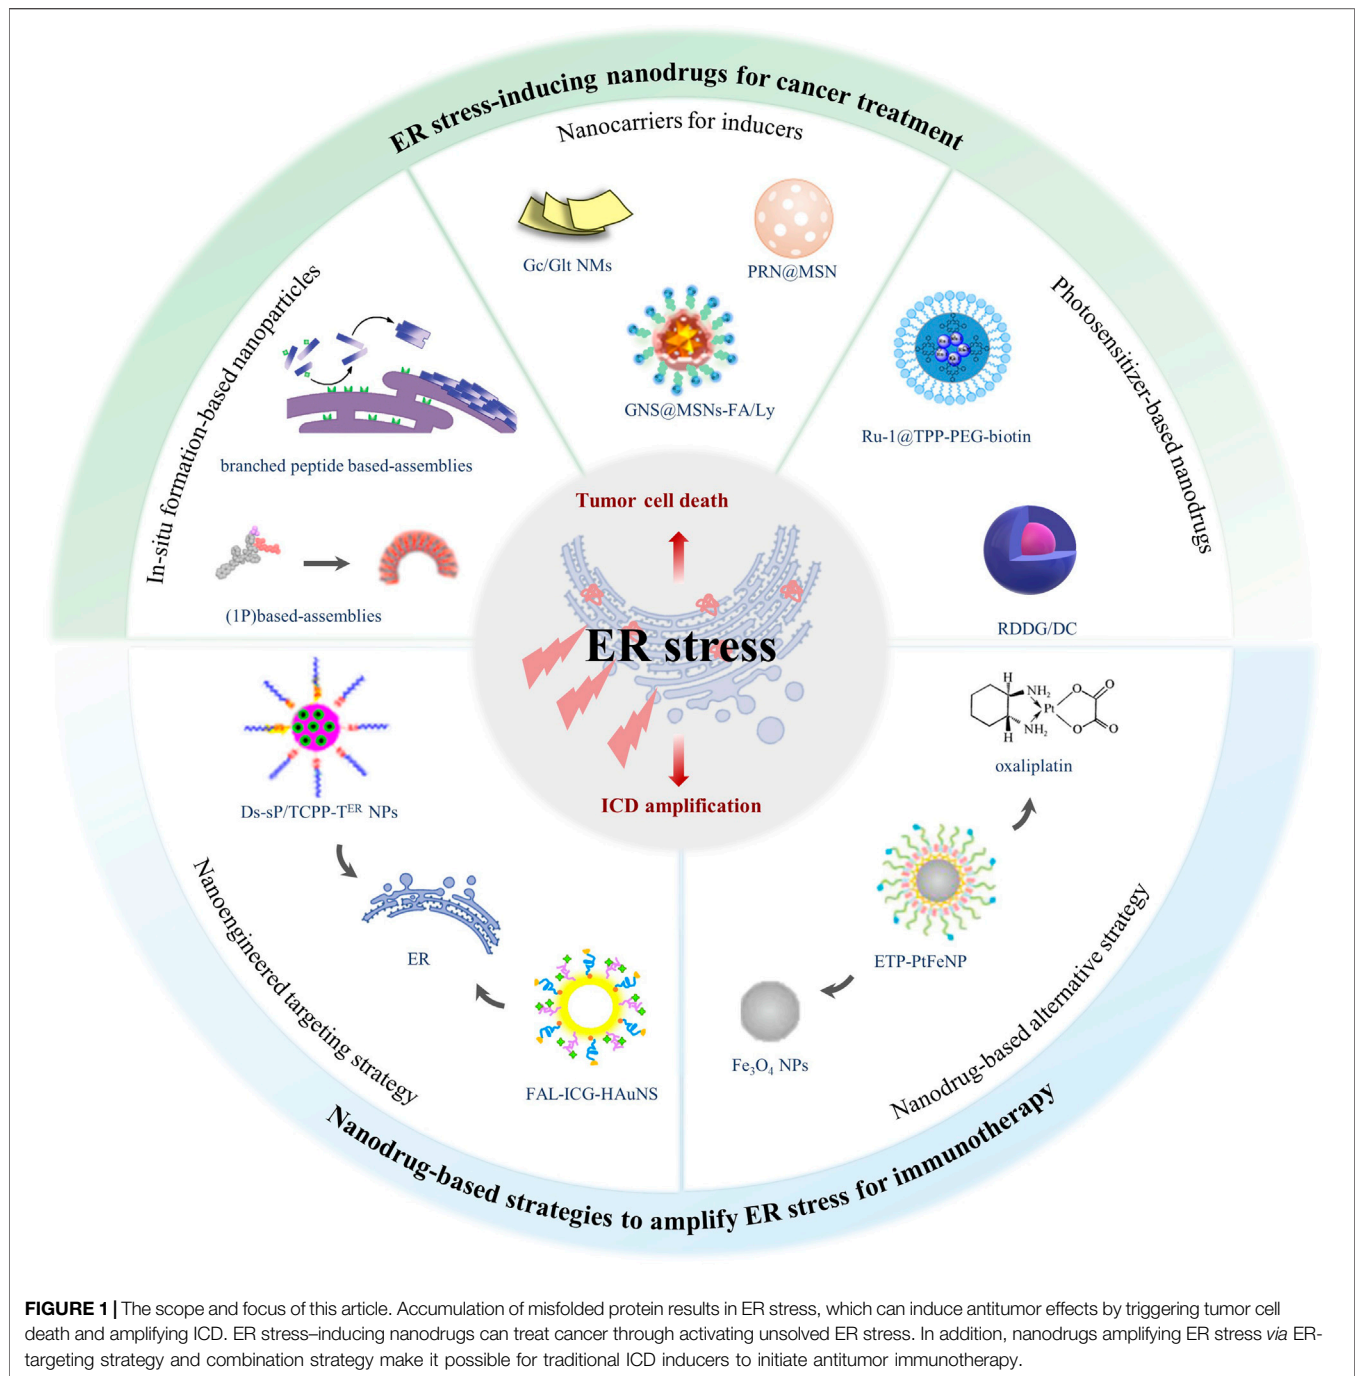 ER stress-inducing nanodrugs for cancer treatment
Nanocarriers for inducers
Gc/Glt NMs
PRN@MSN
GNS@MSNs-FA/Ly
In-situ formation-based nanoparticles
branched peptide based-assemblies
(1P)based-assemblies
Photosensitizer-based nanodrugs
Ru-1@TPP-PEG-biotin
RDDG/DC
Tumor cell death
ER stress
ICD amplification
Ds-sP/TCPP-Tᴱᴿ NPs
ER
FAL-ICG-HAuNS
Nanoengineered targeting strategy
H
NH₂
O
O
Pt
NH₂
O
O
H
oxaliplatin
ETP-PtFeNP
Fe₃O₄ NPs
Nanodrug-based alternative strategy
Nanodrug-based strategies to amplify ER stress for immunotherapy
FIGURE 1 | The scope and focus of this article. Accumulation of misfolded protein results in ER stress, which can induce antitumor effects by triggering tumor cell
death and amplifying ICD. ER stress–inducing nanodrugs can treat cancer through activating unsolved ER stress. In addition, nanodrugs amplifying ER stress via ER-
targeting strategy and combination strategy make it possible for traditional ICD inducers to initiate antitumor immunotherapy.